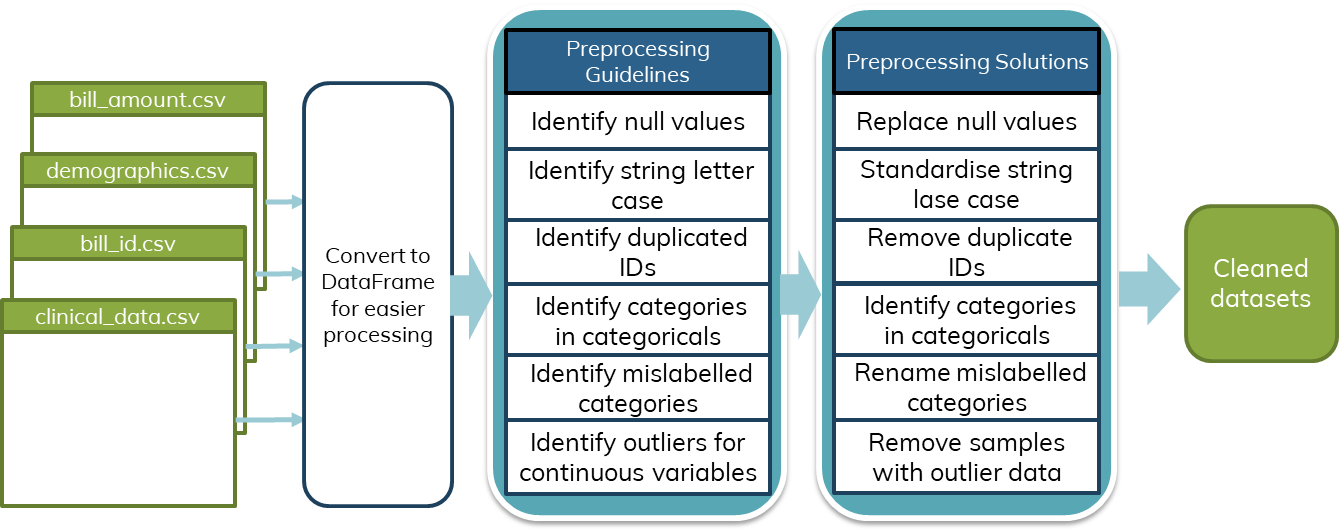 bill_amount.csv
demographics.csv
bill_id.csv
clinical_data.csv
Convert to
DataFrame
for easier
processing
Preprocessing
Guidelines
Identify null values
Identify string letter
case
Identify duplicated
IDs
Identify categories
in categoricals
Identify mislabelled
categories
Identify outliers for
continuous variables
Preprocessing Solutions
Replace null values
Standardise string
lase case
Remove duplicate
IDs
Identify categories
in categoricals
Rename mislabelled
categories
Remove samples
with outlier data
Cleaned
datasets